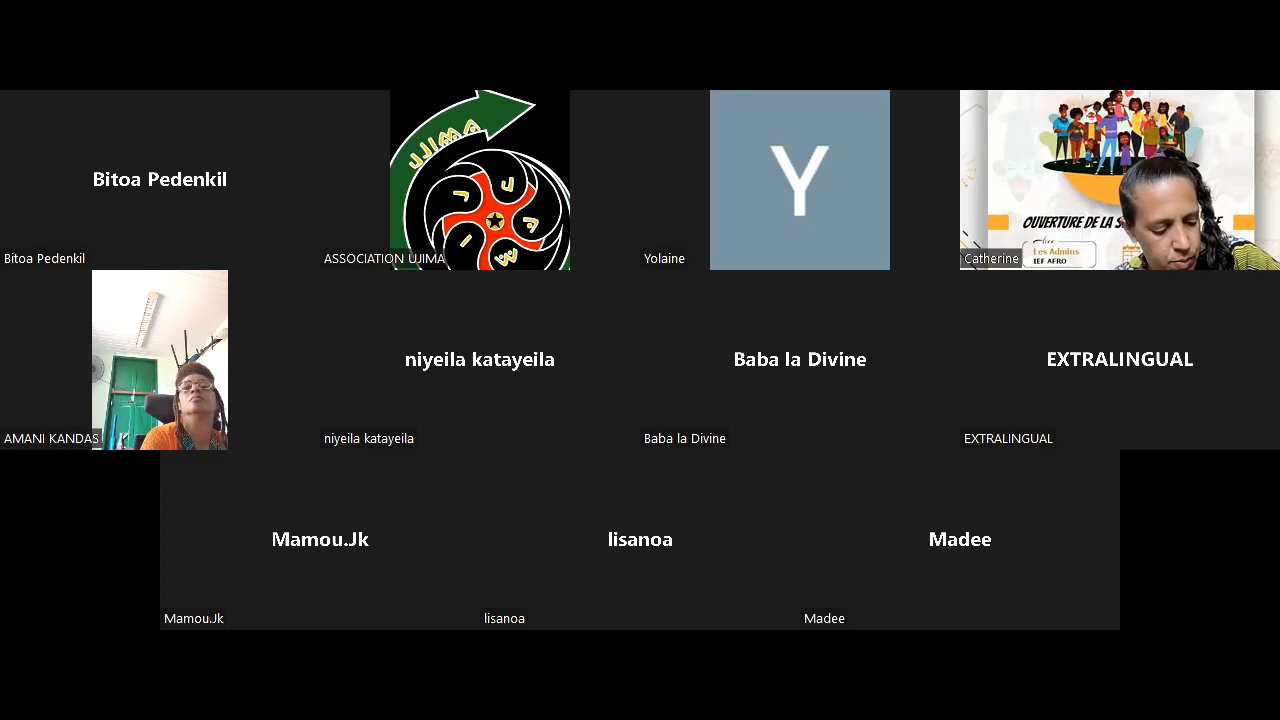 Bitoa Pedenkil
Bitoa Pedenkil
UJIMA
U
J
I
M
A
ASSOCIATION UJIMA
Y
Yolaine
OUVERTURE DE LA
Les Admins
IEF AFRO
Catherine
AMANI KANDAS
niyeila katayeila
niyeila katayeila
Baba la Divine
Baba la Divine
EXTRALINGUAL
EXTRALINGUAL
Mamou.Jk
Mamou.Jk
lisanoa
lisanoa
Madee
Madee